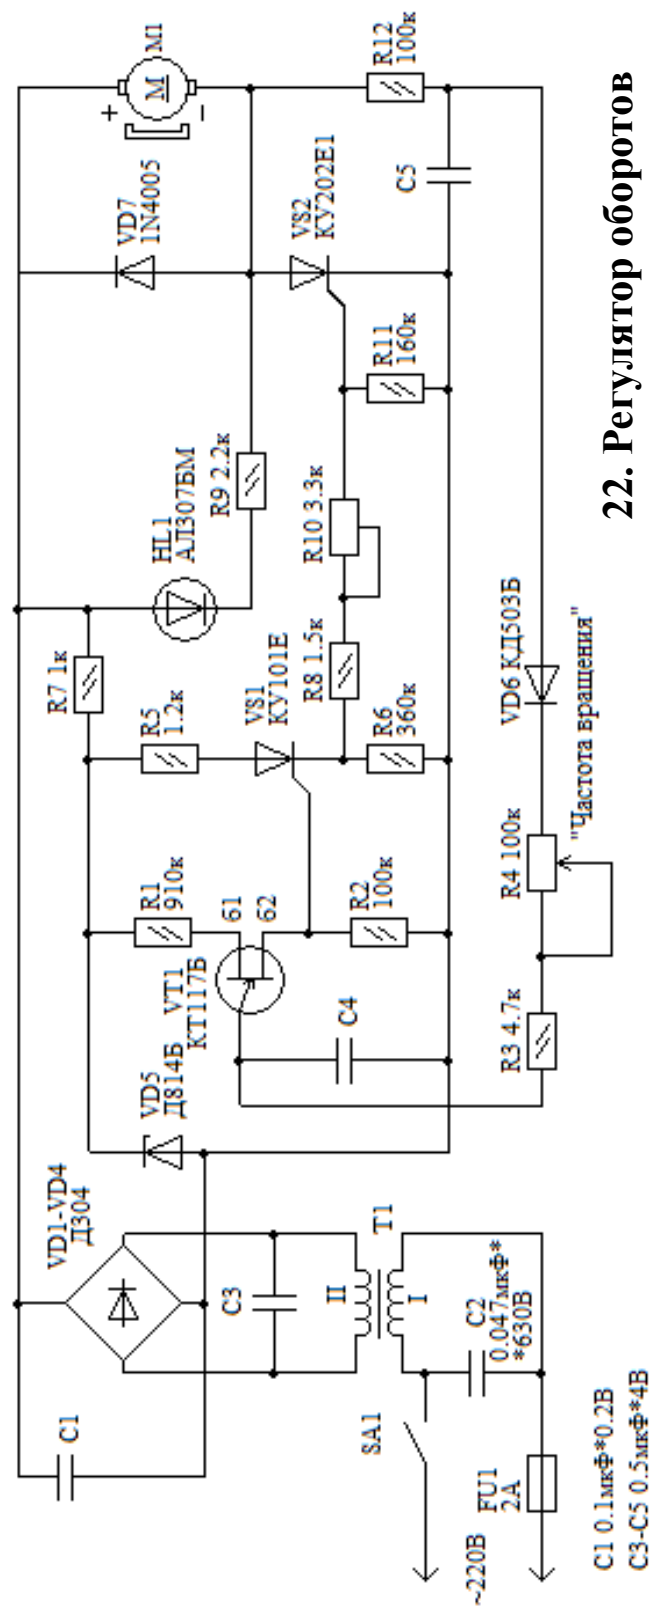 22. Регулятор оборотов
C1
VD1-VD4
Д304
VD5
Д814Б
VT1
КТ117Б
R1
910к
б1
б2
R2
100к
C4
R7 1к
R5
1.2к
VS1
КУ101Е
R6
360к
R8 1.5к
R10 3.3к
HL1
АЛ307БМ
R9 2.2к
R11
160к
VD7
1N4005
VS2
КУ202Е1
C5
M
М1
+
−
R12
100к
C3
II
I
T1
SA1
C2
0.047мкФ*
*630В
FU1
2А
~220В
R3 4.7к
R4 100к
"Частота вращения"
VD6 КД503Б
C1 0.1мкФ*0.2В
C3-C5 0.5мкФ*4В